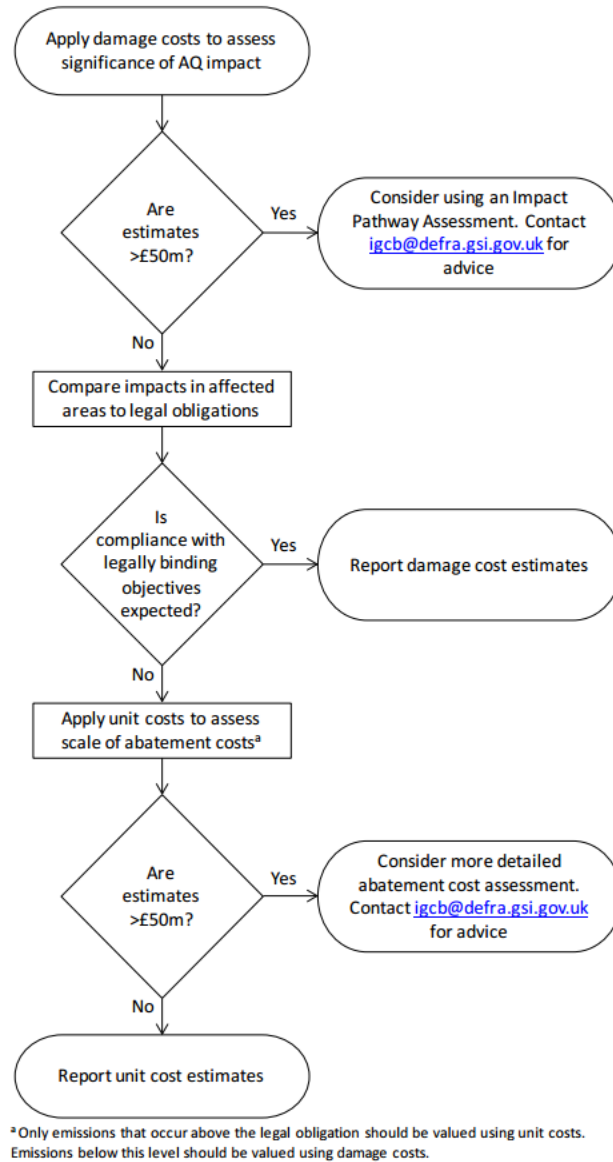 Apply damage costs to assess
significance of AQ impact
Are
estimates
>£50m?
Yes
Consider using an Impact
Pathway Assessment. Contact
igcb@defra.gsi.gov.uk for
advice
No
Compare impacts in affected
areas to legal obligations
Is
compliance with
legally binding
objectives
expected?
Yes
Report damage cost estimates
No
Apply unit costs to assess
scale of abatement costsᵃ
Are
estimates
>£50m?
Yes
Consider more detailed
abatement cost assessment.
Contact igcb@defra.gsi.gov.uk
for advice
No
Report unit cost estimates
ᵃ Only emissions that occur above the legal obligation should be valued using unit costs.
Emissions below this level should be valued using damage costs.